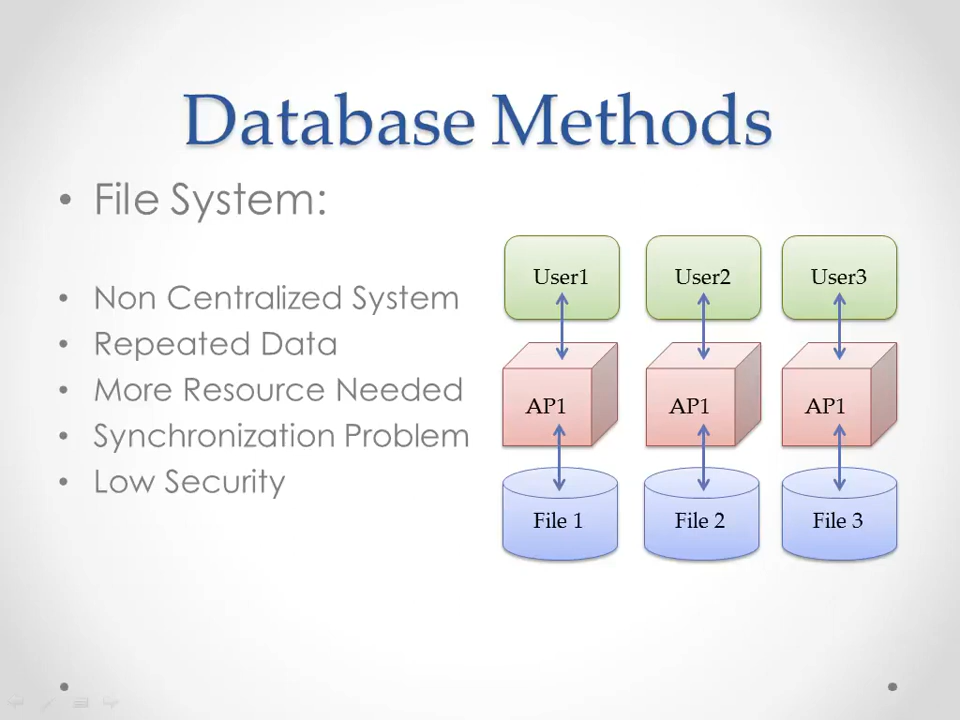 Database Methods
• File System:
• Non Centralized System
• Repeated Data
• More Resource Needed
• Synchronization Problem
• Low Security
User1 User2 User3
AP1 AP1 AP1
File 1 File 2 File 3